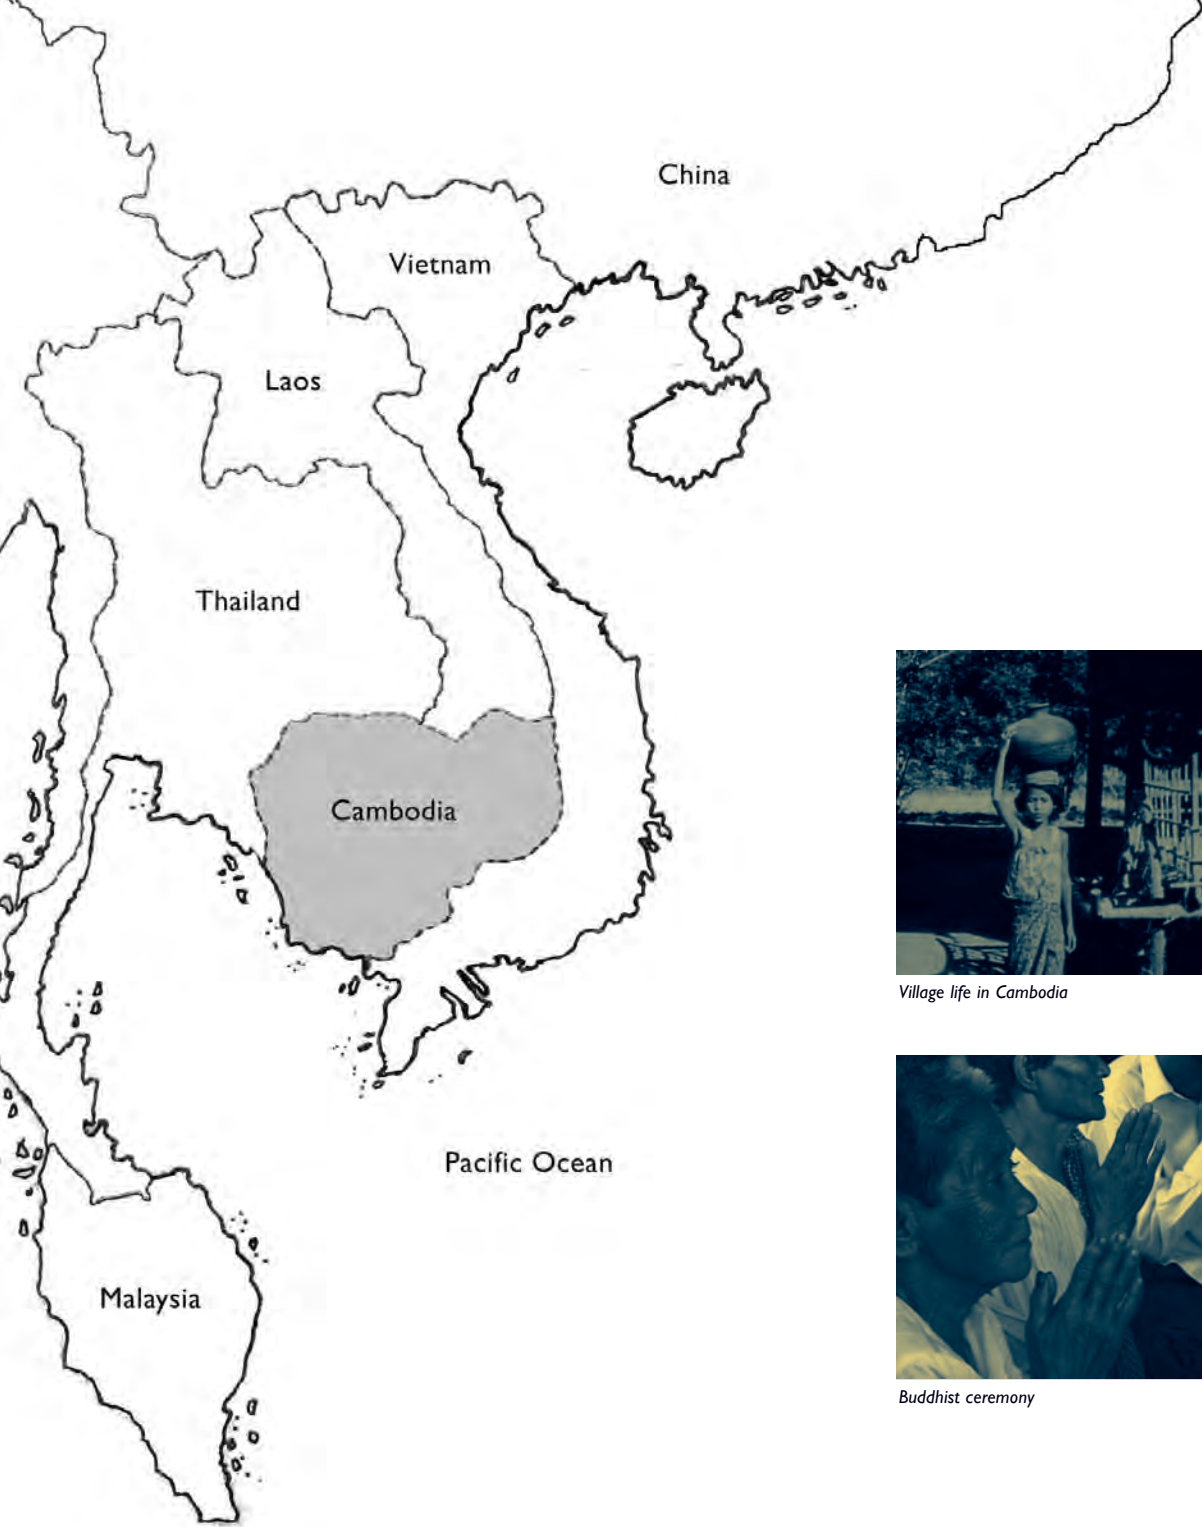 China
Vietnam
Laos
Thailand
Cambodia
Village life in Cambodia
Pacific Ocean
Malaysia
Buddhist ceremony